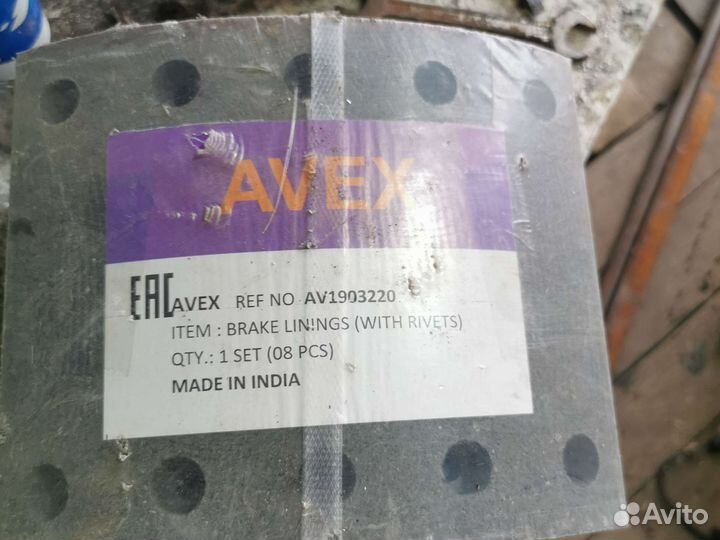 AVEX
EAC AVEX REF NO AV1903220
ITEM : BRAKE LININGS (WITH RIVETS)
QTY.: 1 SET (08 PCS)
MADE IN INDIA
Avito